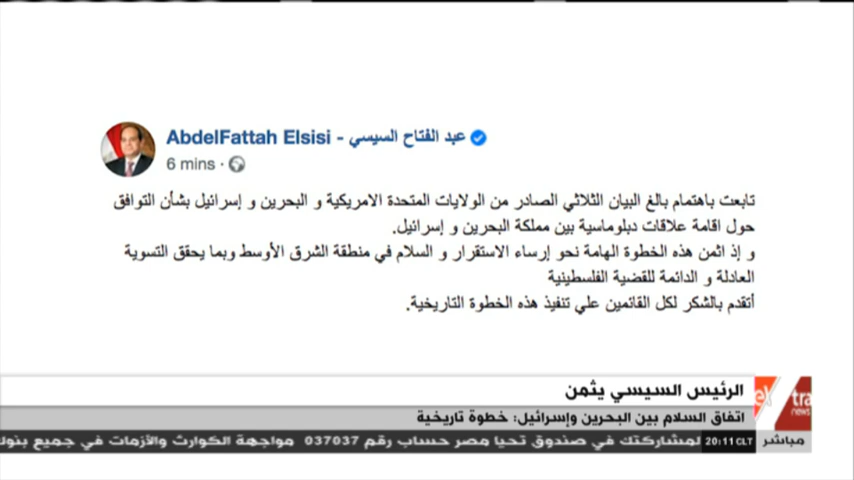 AbdelFattah Elsisi - عبد الفتاح السيسي
6 mins ·
تابعت باهتمام بالغ البيان الثلاثي الصادر من الولايات المتحدة الامريكية و البحرين و إسرائيل بشأن التوافق
حول اقامة علاقات دبلوماسية بين مملكة البحرين و إسرائيل.
و إذ اثمن هذه الخطوة الهامة نحو إرساء الاستقرار و السلام في منطقة الشرق الأوسط وبما يحقق التسوية
العادلة و الدائمة للقضية الفلسطينية
أتقدم بالشكر لكل القائمين علي تنفيذ هذه الخطوة التاريخية.
الرئيس السيسي يثمن
اتفاق السلام بين البحرين وإسرائيل: خطوة تاريخية
tra
news
مباشر
20:11 CLT
لمشاركتك في صندوق تحيا مصر حساب رقم 037037 مواجهة الكوارث والأزمات في جميع بنو